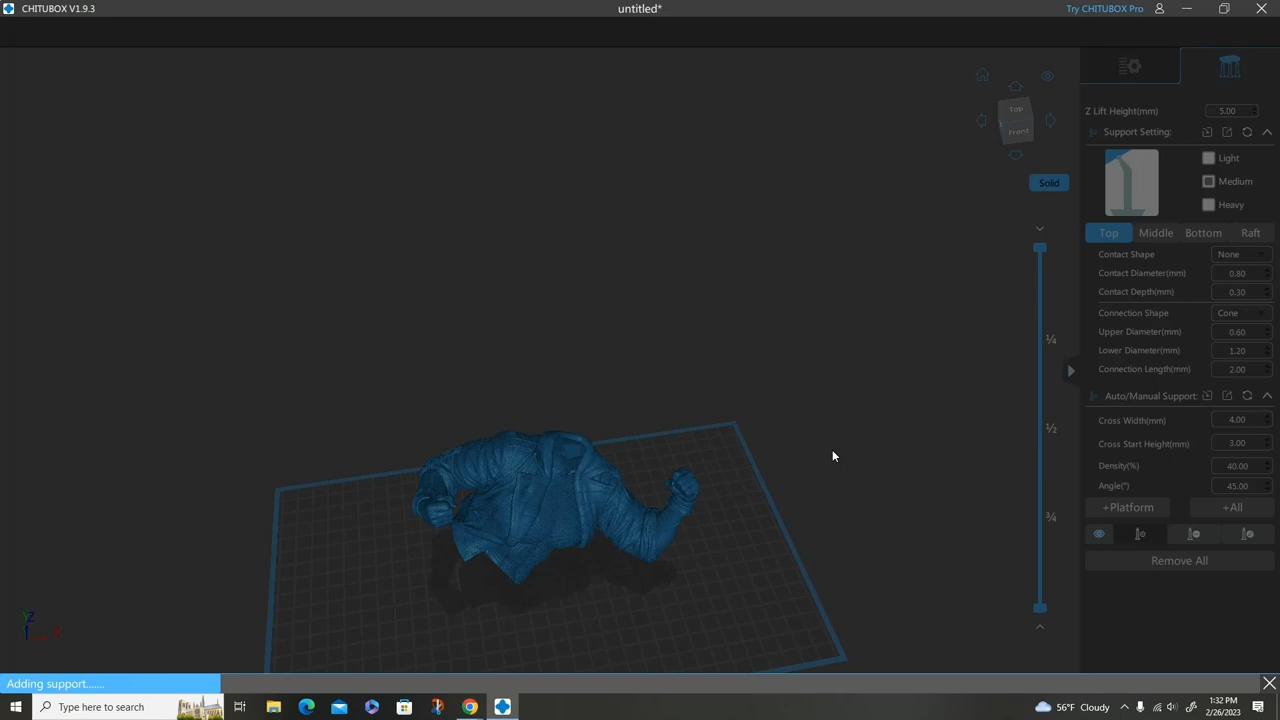 CHITUBOX V1.9.3
untitled*
Try CHITUBOX Pro
Top
Front
Solid
Z Lift Height(mm) 5.00
Support Setting:
Light
Medium
Heavy
Top Middle Bottom Raft
Contact Shape None
Contact Diameter(mm) 0.80
Contact Depth(mm) 0.30
Connection Shape Cone
Upper Diameter(mm) 0.60
Lower Diameter(mm) 1.20
Connection Length(mm) 2.00
Auto/Manual Support:
Cross Width(mm) 4.00
Cross Start Height(mm) 3.00
Density(%) 40.00
Angle(°) 45.00
+Platform +All
Remove All
¼
½
¾
Z
Y
X
Adding support.......
Type here to search
56°F Cloudy
1:32 PM
2/26/2023